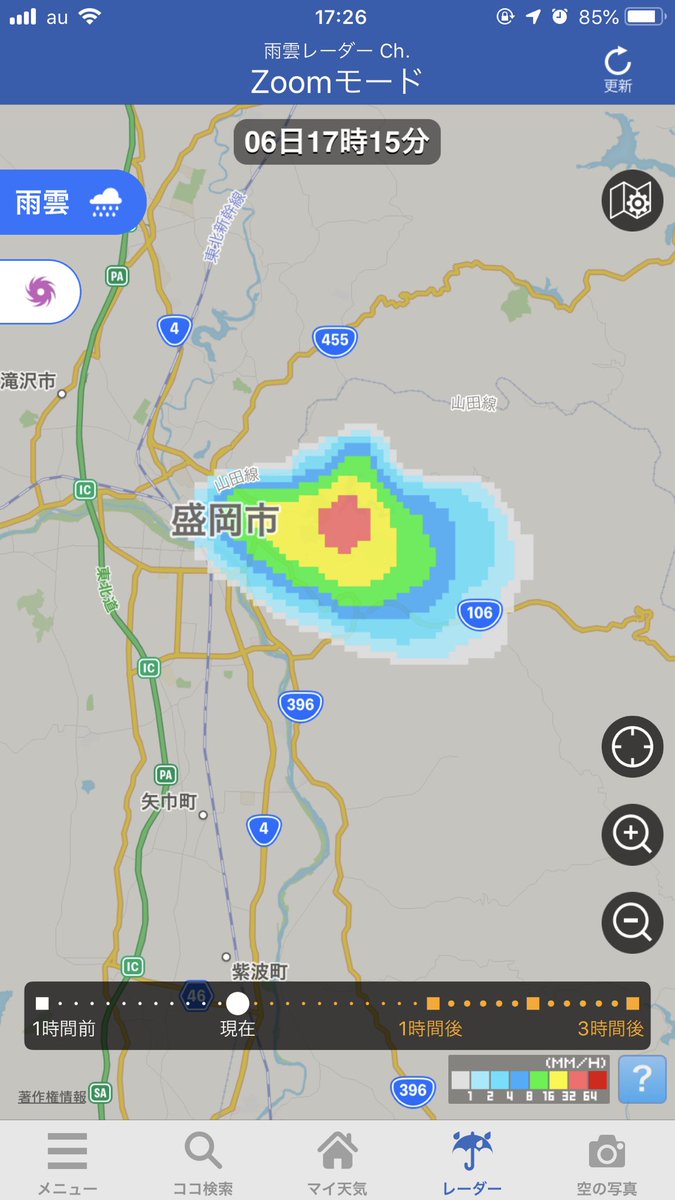 au 17:26 85%
雨雲レーダー Ch.
Zoomモード
更新
06日17時15分
雨雲
東北新幹線
PA
4
455
滝沢市
山田線
山田線
IC
盛岡市
東北道
106
IC
396
PA
矢巾町
4
IC
紫波町
46
1時間前 現在 1時間後 3時間後
(MM/H)
1 2 4 8 16 32 64
?
著作権情報
SA
396
メニュー ココ検索 マイ天気 レーダー 空の写真